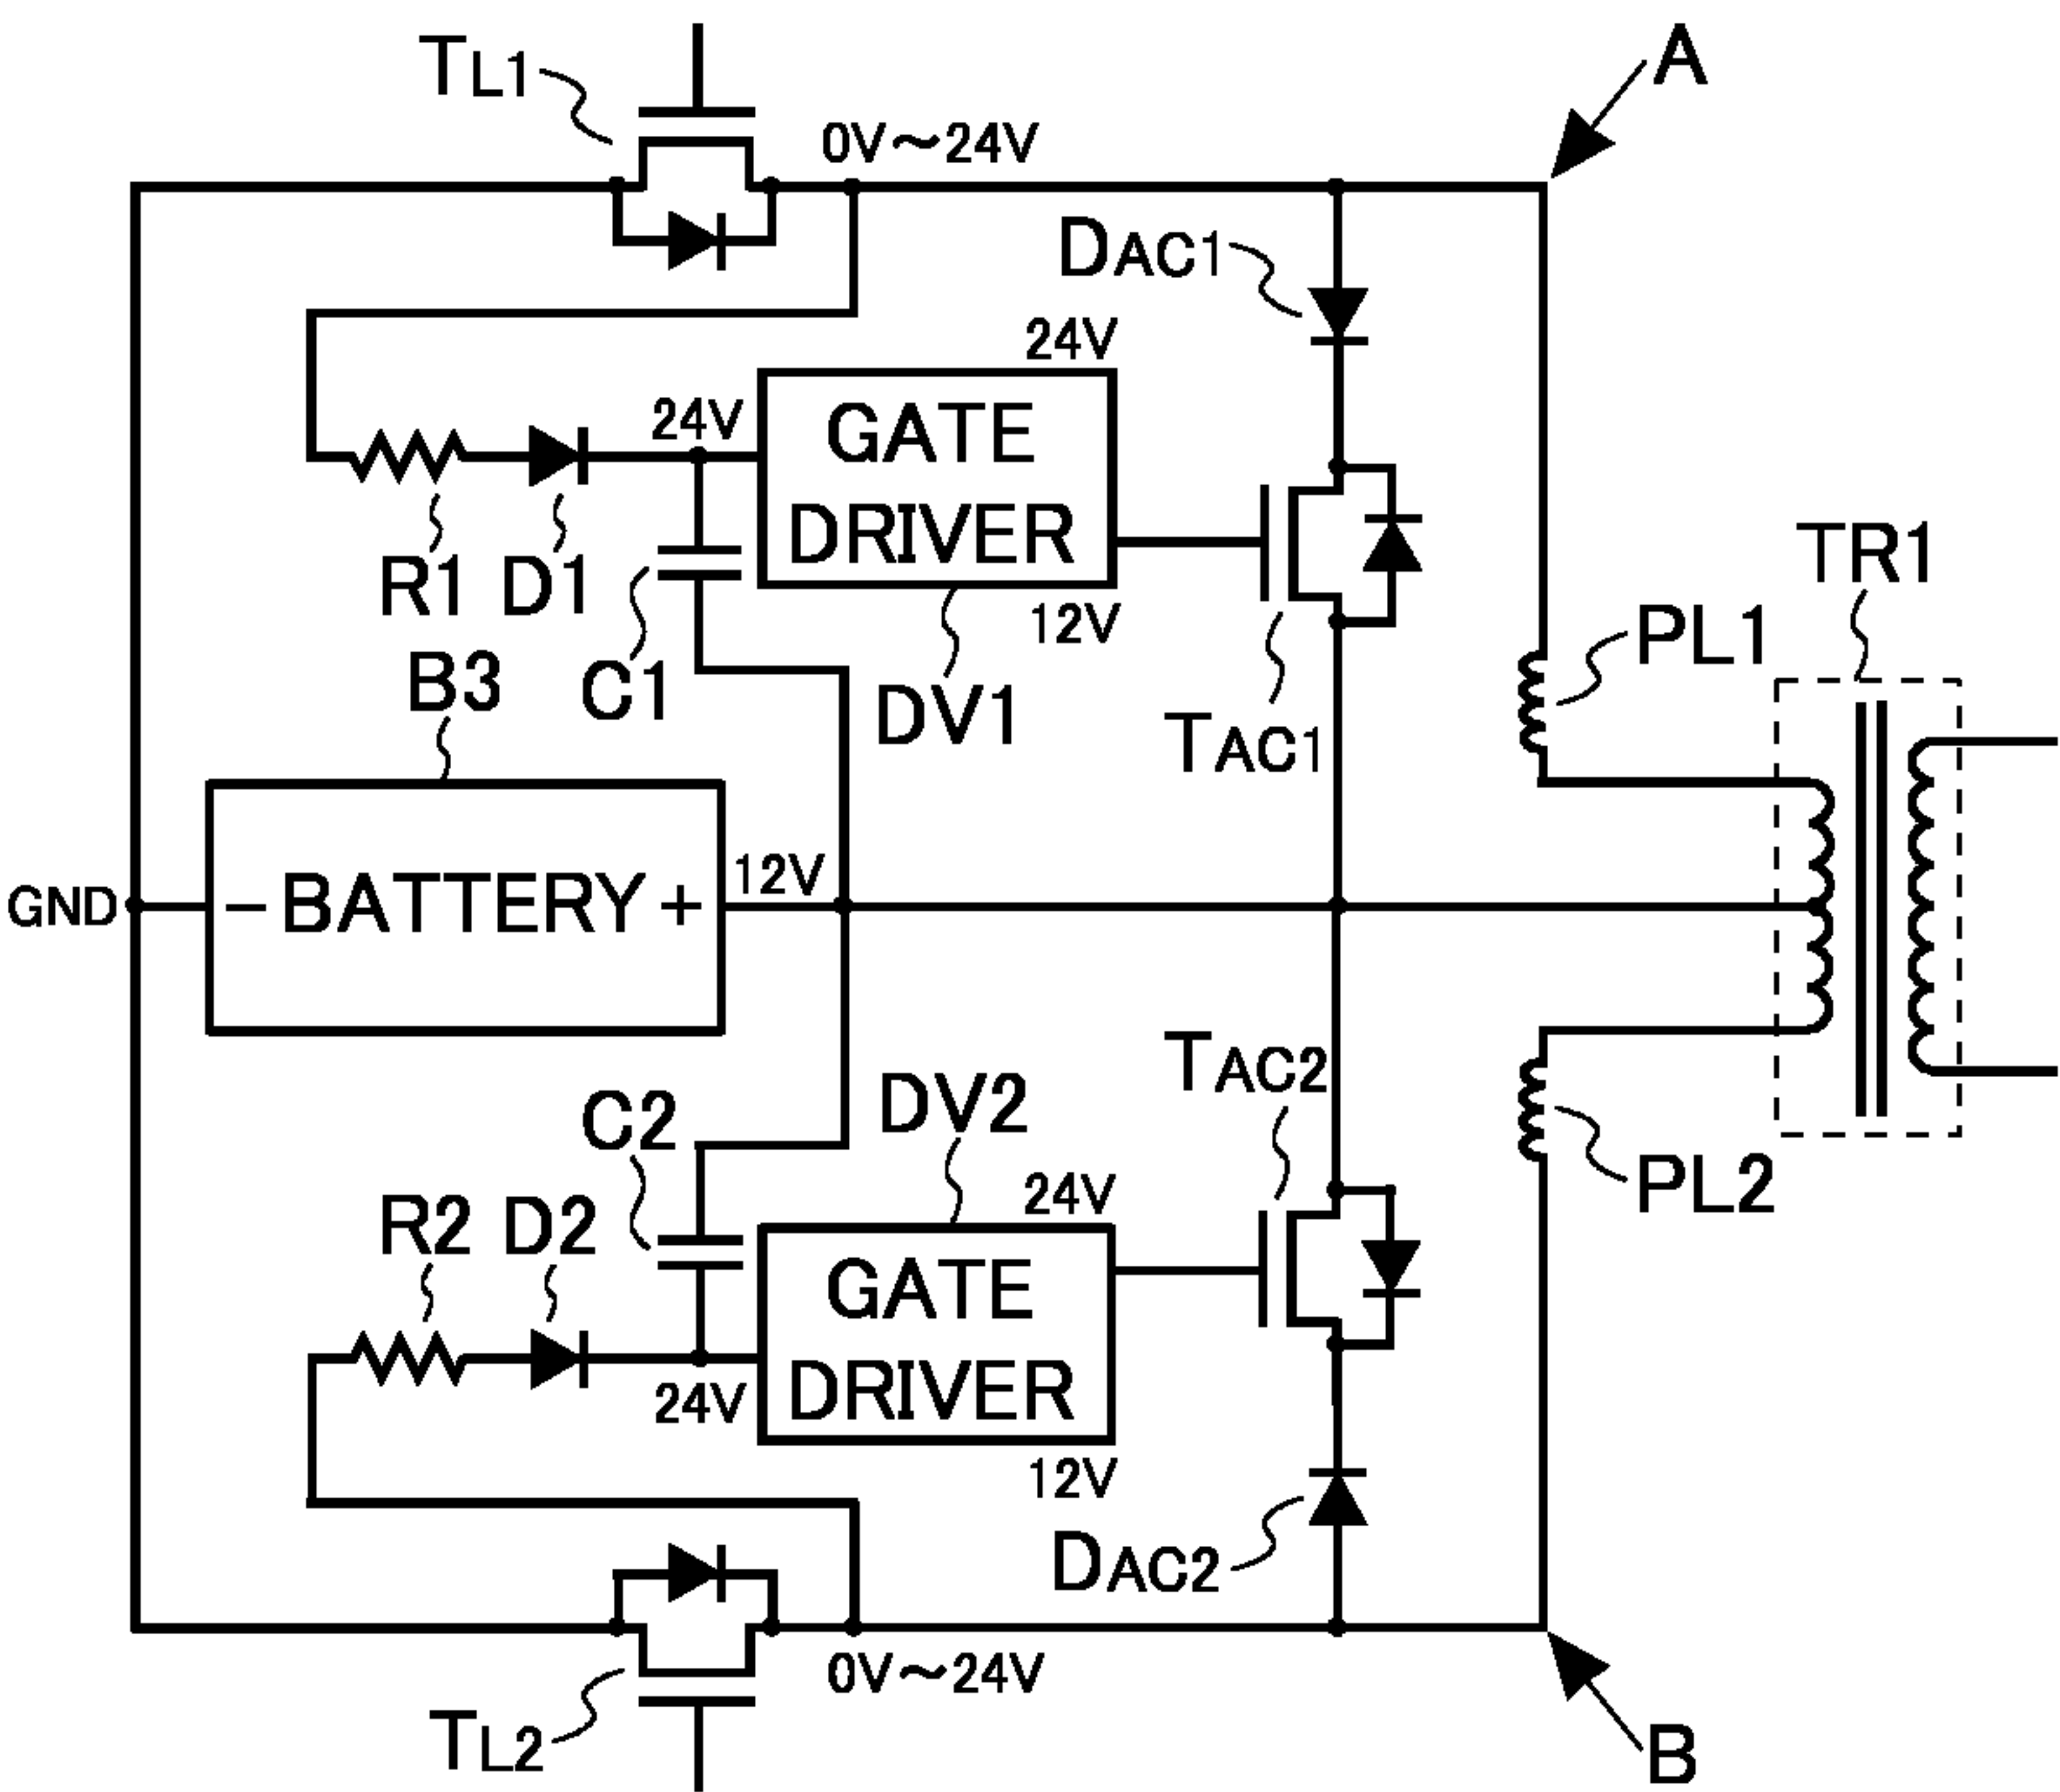 TL1
A
0V～24V
DAC1
24V
24V
GATE
DRIVER
R1
D1
TR1
12V
PL1
B3
C1
DV1
TAC1
12V
GND
－BATTERY＋
TAC2
DV2
C2
24V
PL2
R2
D2
GATE
DRIVER
24V
12V
DAC2
0V～24V
TL2
B